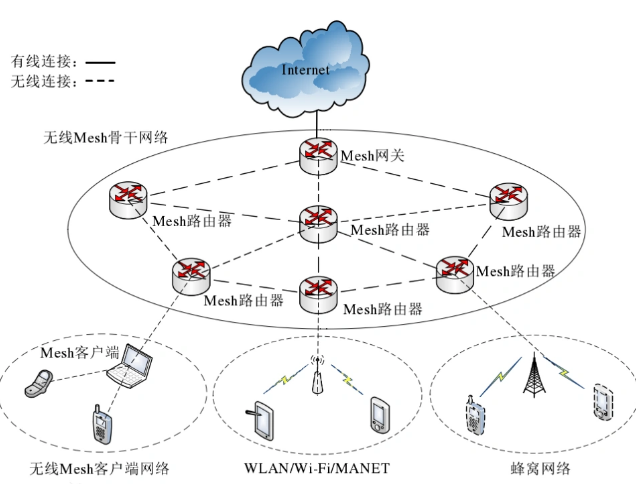 Internet
有线连接：
无线连接：
无线Mesh骨干网络
Mesh网关
Mesh路由器
Mesh路由器
Mesh路由器
Mesh路由器
Mesh路由器
Mesh路由器
Mesh客户端
无线Mesh客户端网络
WLAN/Wi-Fi/MANET
蜂窝网络